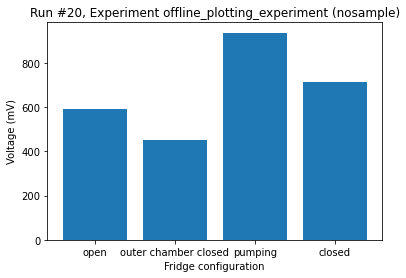 Run #20, Experiment offline_plotting_experiment (nosample)
800
600
400
200
0
Voltage (mV)
open outer chamber closed pumping closed
Fridge configuration